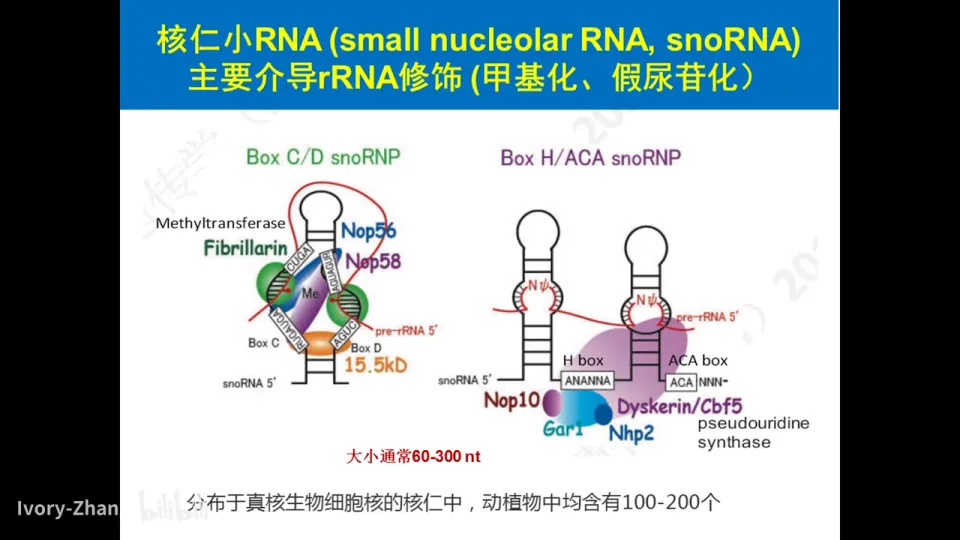 核仁小RNA (small nucleolar RNA, snoRNA)
主要介导rRNA修饰 (甲基化、假尿苷化）
Box C/D snoRNP
Box H/ACA snoRNP
Methyltransferase
Fibrillarin
Nop56
Nop58
CUGA
AGUAGUR
Me
RUGAUGA
AGUC
Box C
Box D
pre-rRNA 5'
15.5kD
snoRNA 5'
Nψ
Nψ
pre-rRNA 5'
H box
ACA box
snoRNA 5'
ANANNA
ACA NNN-
Nop10
Gar1
Nhp2
Dyskerin/Cbf5
pseudouridine
synthase
大小通常60-300 nt
分布于真核生物细胞核的核仁中，动植物中均含有100-200个
Ivory-Zhan
bilibili